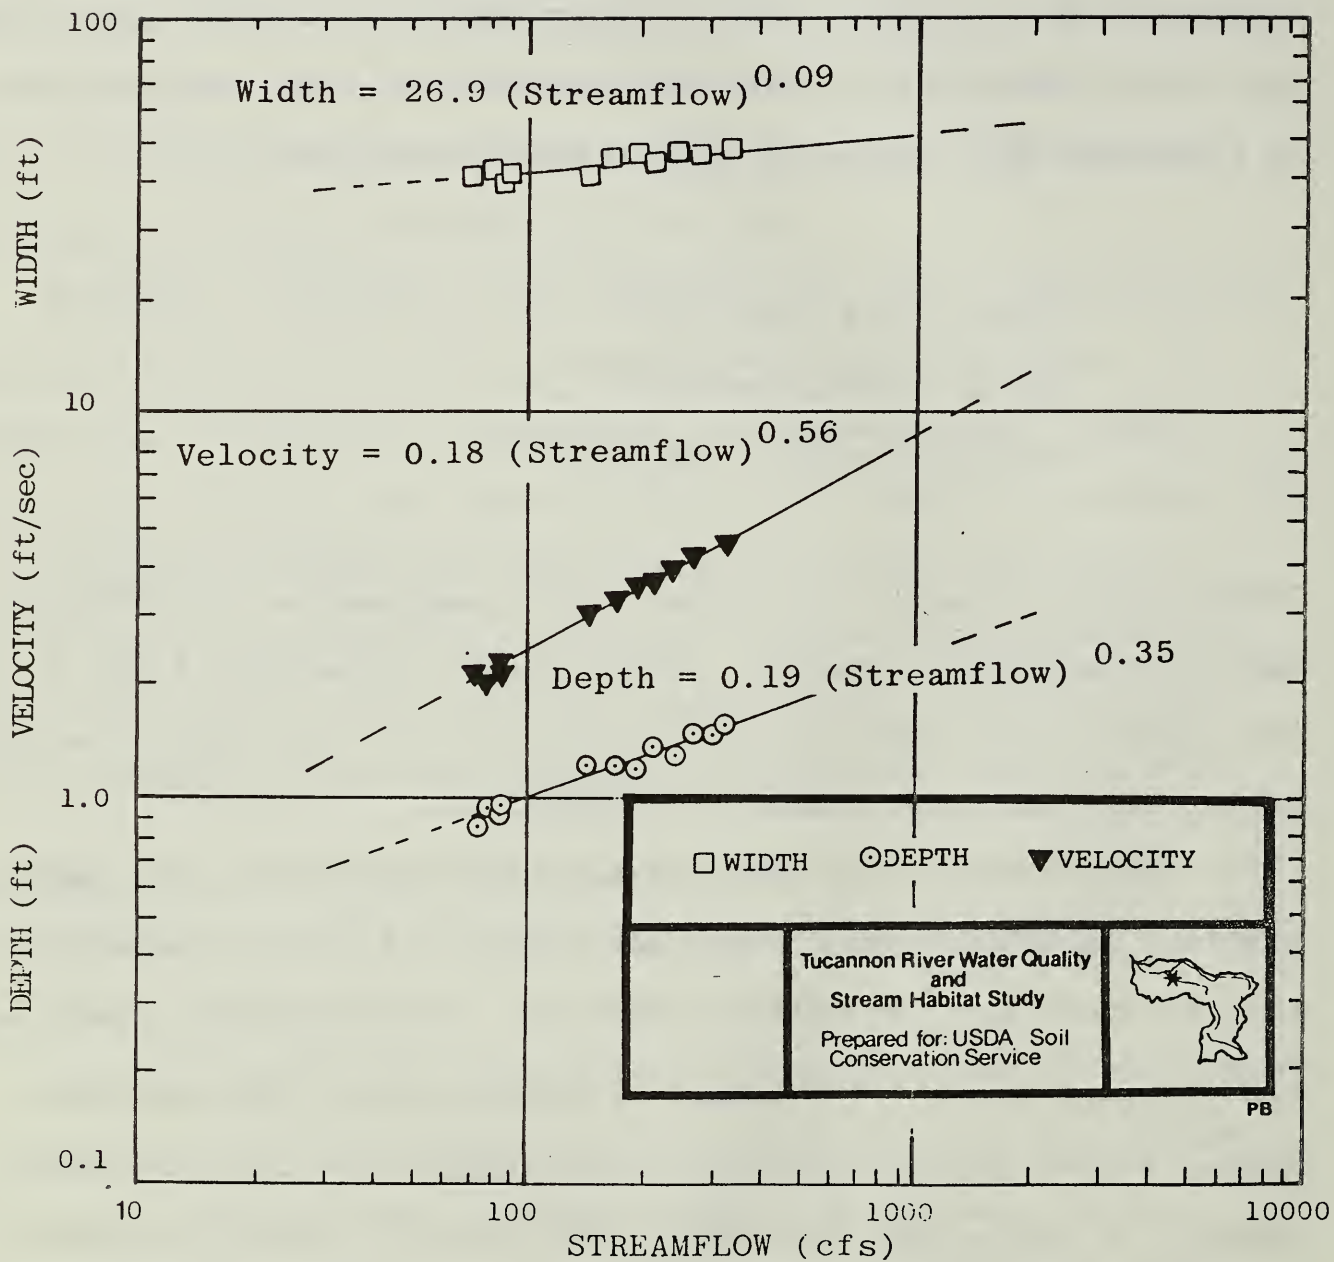 100
Width = 26.9 (Streamflow)^0.09
WIDTH (ft)
10
Velocity = 0.18 (Streamflow)^0.56
VELOCITY (ft/sec)
Depth = 0.19 (Streamflow)^0.35
1.0
DEPTH (ft)
WIDTH DEPTH VELOCITY
Tucannon River Water Quality
and
Stream Habitat Study
Prepared for: USDA Soil
Conservation Service
PB
0.1
10 100 1000 10000
STREAMFLOW (cfs)